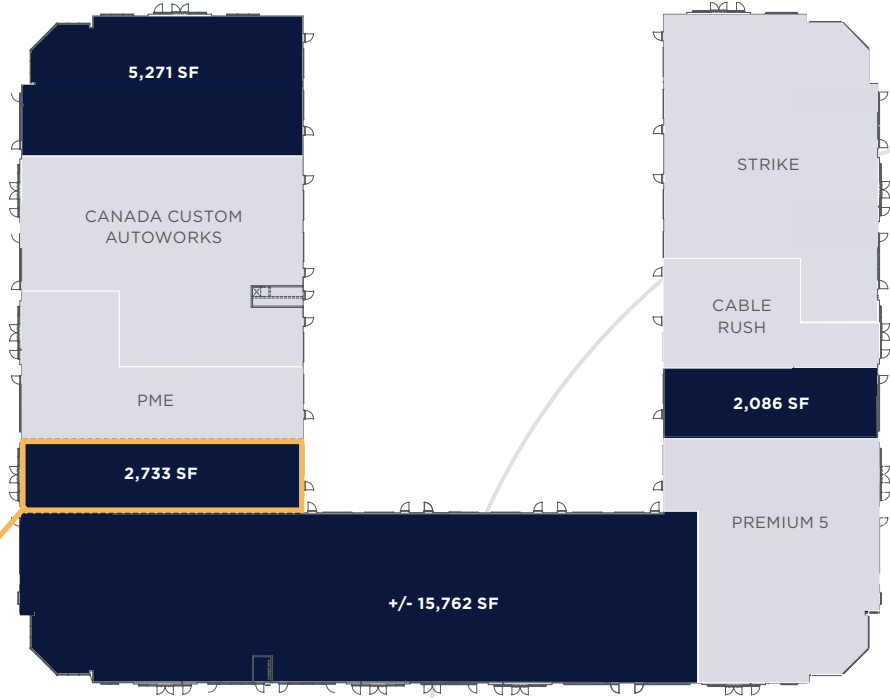 5,271 SF
STRIKE
CANADA CUSTOM
AUTOWORKS
CABLE
RUSH
PME
2,086 SF
2,733 SF
PREMIUM 5
+/- 15,762 SF